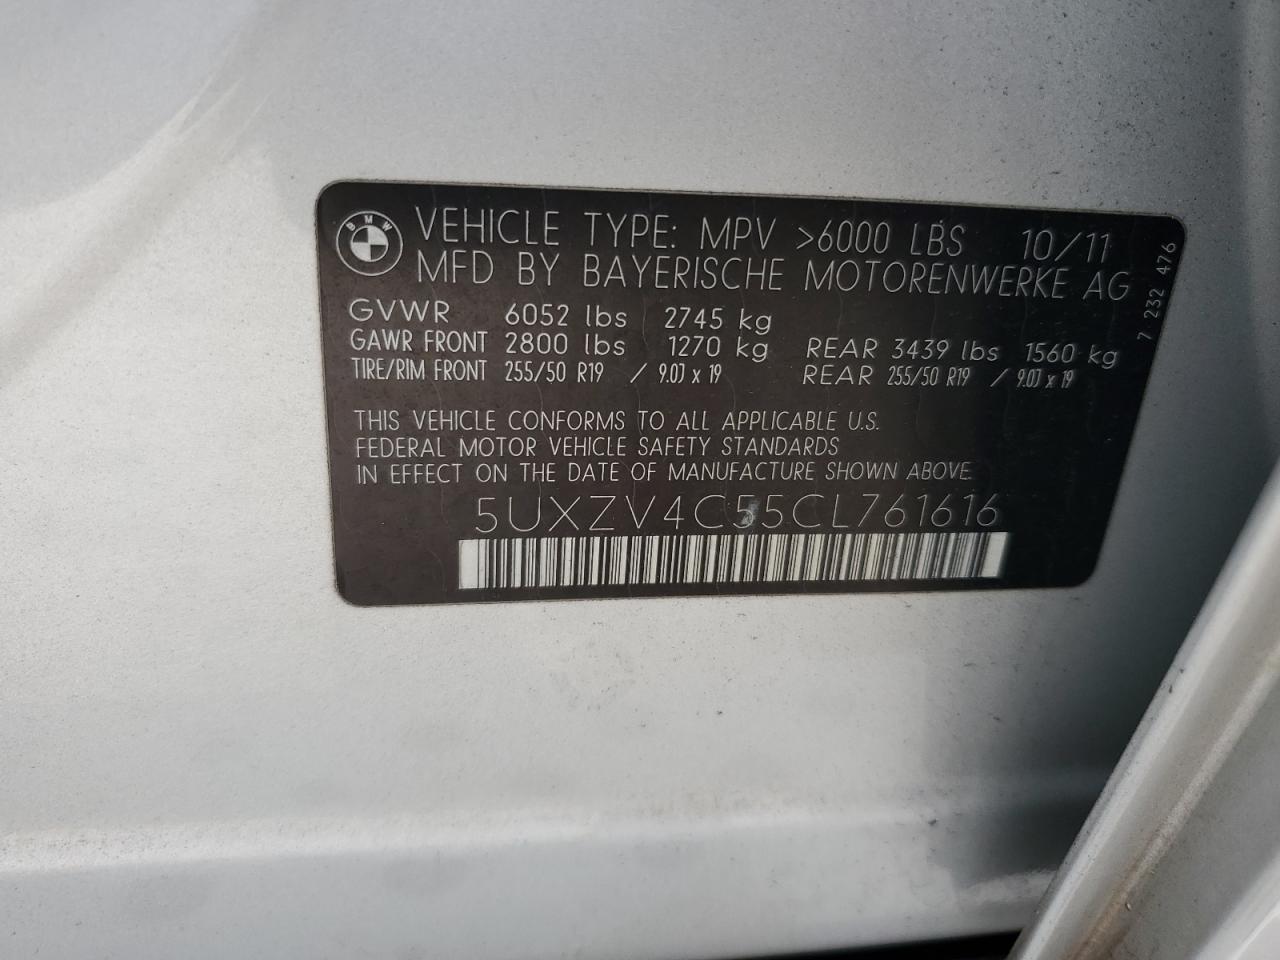 BMW
VEHICLE TYPE: MPV >6000 LBS 10/11
MFD BY BAYERISCHE MOTORENWERKE AG
GVWR 6052 lbs 2745 kg
GAWR FRONT 2800 lbs 1270 kg REAR 3439 lbs 1560 kg
TIRE/RIM FRONT 255/50 R19 / 9.0J x 19 REAR 255/50 R19 / 9.0J x 19
THIS VEHICLE CONFORMS TO ALL APPLICABLE U.S.
FEDERAL MOTOR VEHICLE SAFETY STANDARDS
IN EFFECT ON THE DATE OF MANUFACTURE SHOWN ABOVE.
5UXZV4C55CL761616
7 232 476